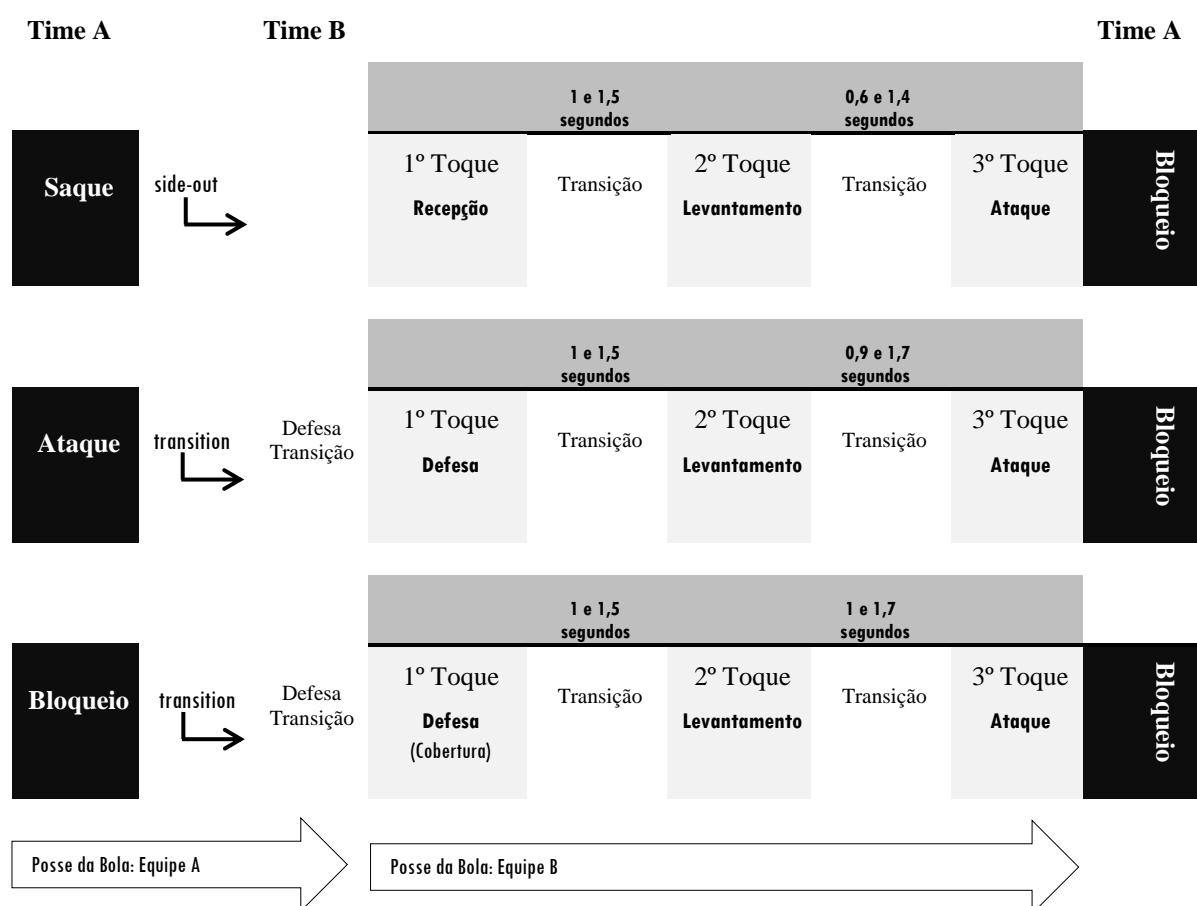 Time A
Time B
Time A
1 e 1,5
segundos
0,6 e 1,4
segundos
Saque
side-out
1º Toque
Recepção
Transição
2º Toque
Levantamento
Transição
3º Toque
Ataque
Bloqueio
1 e 1,5
segundos
0,9 e 1,7
segundos
Ataque
transition
Defesa
Transição
1º Toque
Defesa
Transição
2º Toque
Levantamento
Transição
3º Toque
Ataque
Bloqueio
1 e 1,5
segundos
1 e 1,7
segundos
Bloqueio
transition
Defesa
Transição
1º Toque
Defesa
(Cobertura)
Transição
2º Toque
Levantamento
Transição
3º Toque
Ataque
Bloqueio
Posse da Bola: Equipe A
Posse da Bola: Equipe B